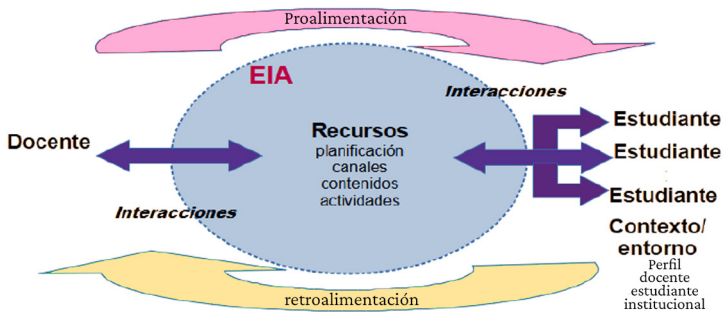 Proalimentación
EIA
Interacciones
Recursos
planificación
canales
contenidos
actividades
Docente
Estudiante
Estudiante
Estudiante
Interacciones
Contexto/
entorno
Perfil
docente
estudiante
institucional
retroalimentación